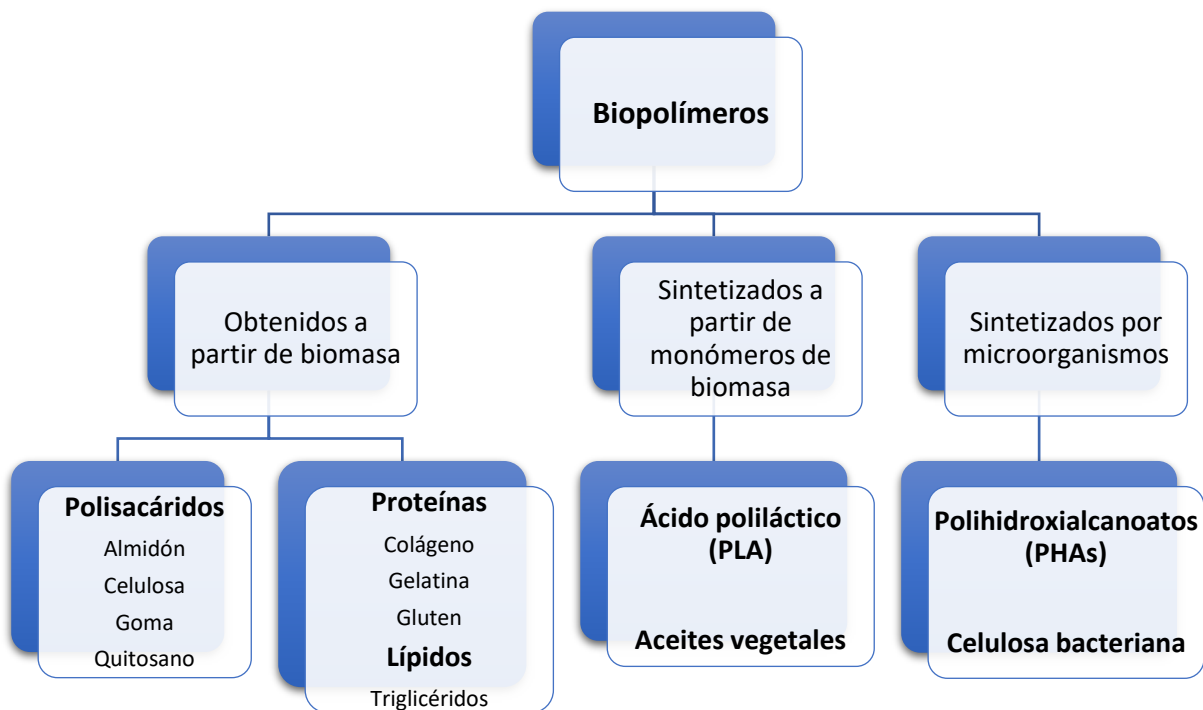 Biopolímeros
Obtenidos a
partir de biomasa
Sintetizados a
partir de
monómeros de
biomasa
Sintetizados por
microorganismos
Polisacáridos
Almidón
Celulosa
Goma
Quitosano
Proteínas
Colágeno
Gelatina
Gluten
Lípidos
Triglicéridos
Ácido poliláctico
(PLA)
Aceites vegetales
Polihidroxialcanoatos
(PHAs)
Celulosa bacteriana